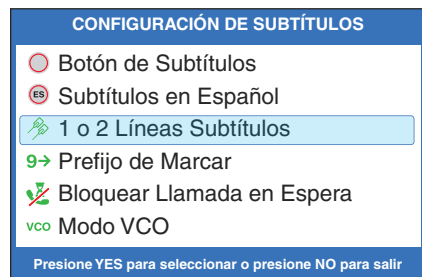 CONFIGURACIÓN DE SUBTÍTULOS
Botón de Subtítulos
ES Subtítulos en Español
1 o 2 Líneas Subtítulos
9→ Prefijo de Marcar
Bloquear Llamada en Espera
VCO Modo VCO
Presione YES para seleccionar o presione NO para salir